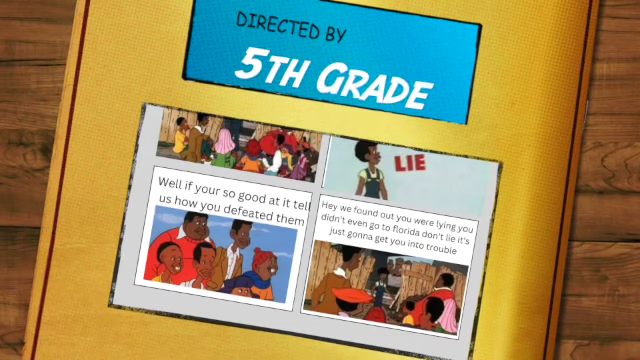 DIRECTED BY
5TH GRADE
LIE
Well if your so good at it tell
us how you defeated them
Hey we found out you were lying you
didn't even go to florida don't lie it's
just gonna get you into trouble